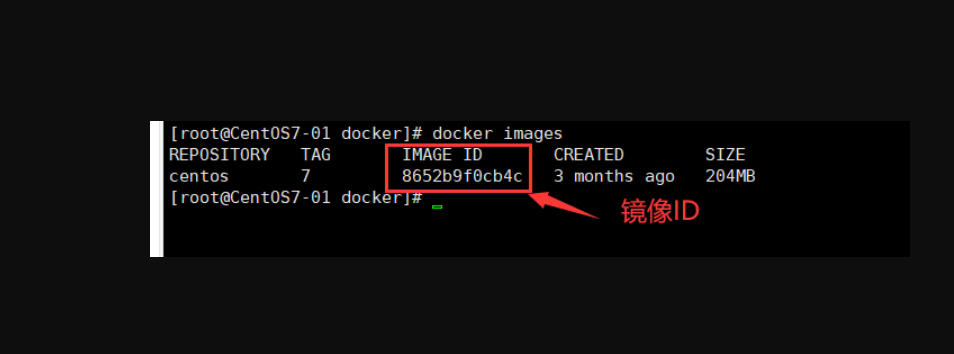 [root@CentOS7-01 docker]# docker images
REPOSITORY TAG IMAGE ID CREATED SIZE
centos 7 8652b9f0cb4c 3 months ago 204MB
[root@CentOS7-01 docker]#
镜像ID